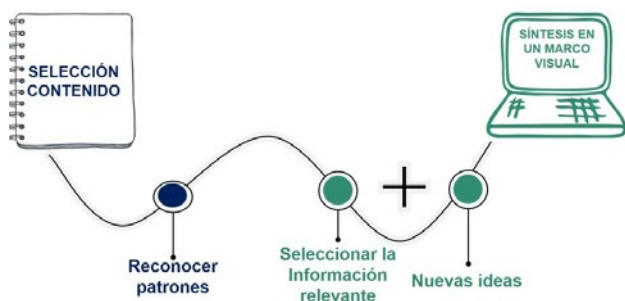 SELECCIÓN
CONTENIDO
SÍNTESIS EN
UN MARCO
VISUAL
Reconocer
patrones
Seleccionar la
Información
relevante
Nuevas ideas